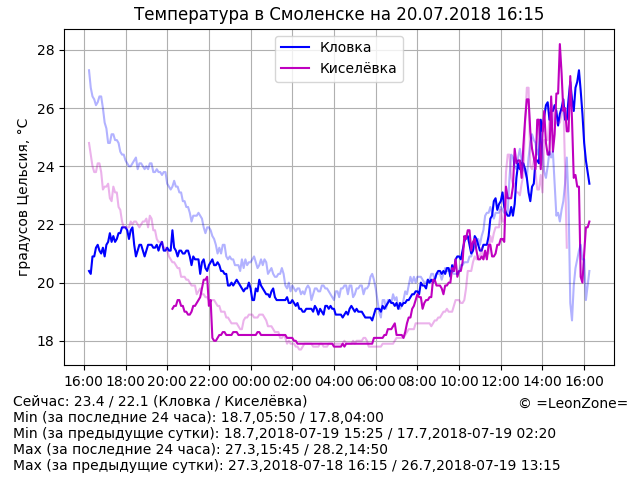 Температура в Смоленске на 20.07.2018 16:15
Кловка
Киселёвка
градусов Цельсия, °C
28
26
24
22
20
18
16:00 18:00 20:00 22:00 00:00 02:00 04:00 06:00 08:00 10:00 12:00 14:00 16:00
Сейчас: 23.4 / 22.1 (Кловка / Киселёвка)
© =LeonZone=
Min (за последние 24 часа): 18.7,05:50 / 17.8,04:00
Min (за предыдущие сутки): 18.7,2018-07-19 15:25 / 17.7,2018-07-19 02:20
Max (за последние 24 часа): 27.3,15:45 / 28.2,14:50
Max (за предыдущие сутки): 27.3,2018-07-18 16:15 / 26.7,2018-07-19 13:15